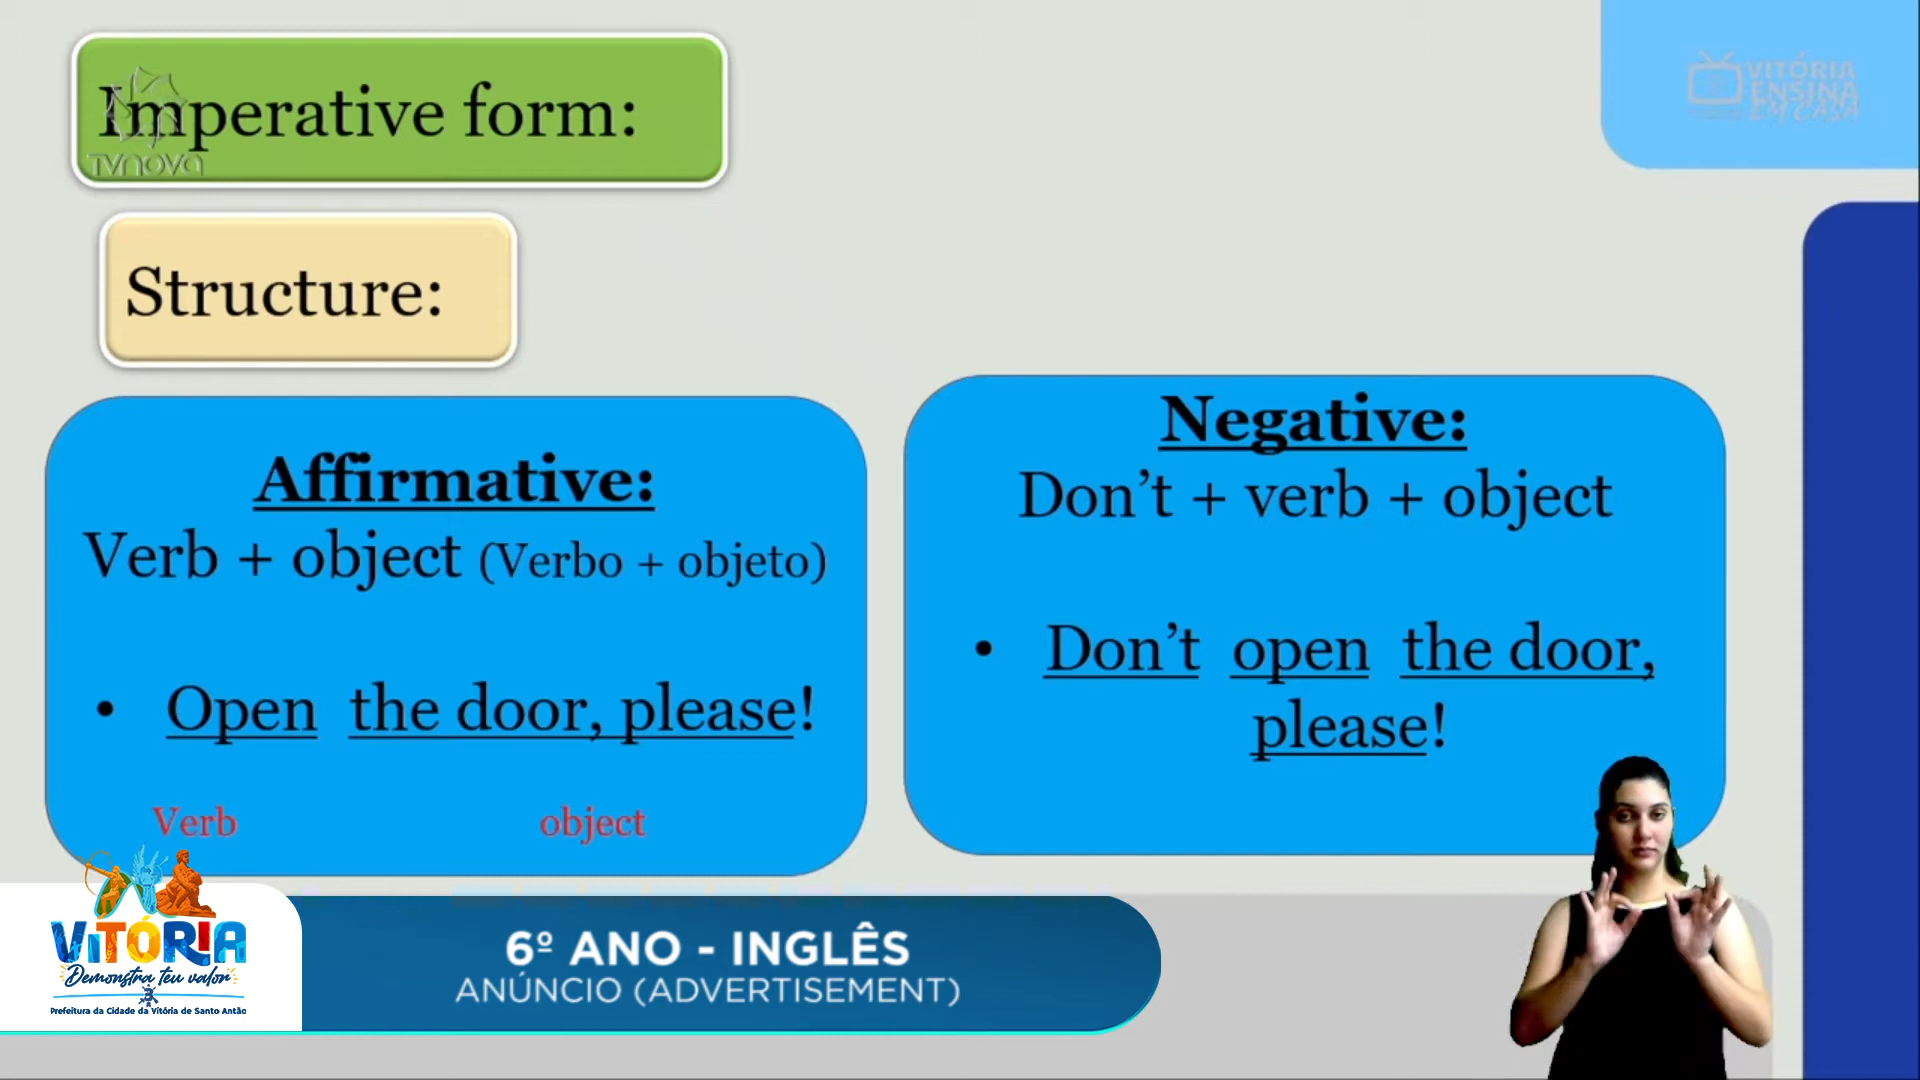 Imperative form:
TVNOVA
VITÓRIA
ENSINA
EM CASA
Structure:
Affirmative:
Verb + object (Verbo + objeto)
• Open the door, please!
Verb object
Negative:
Don’t + verb + object
• Don’t open the door,
please!
VITÓRIA
Demonstra teu valor
Prefeitura da Cidade da Vitória de Santo Antão
6º ANO - INGLÊS
ANÚNCIO (ADVERTISEMENT)